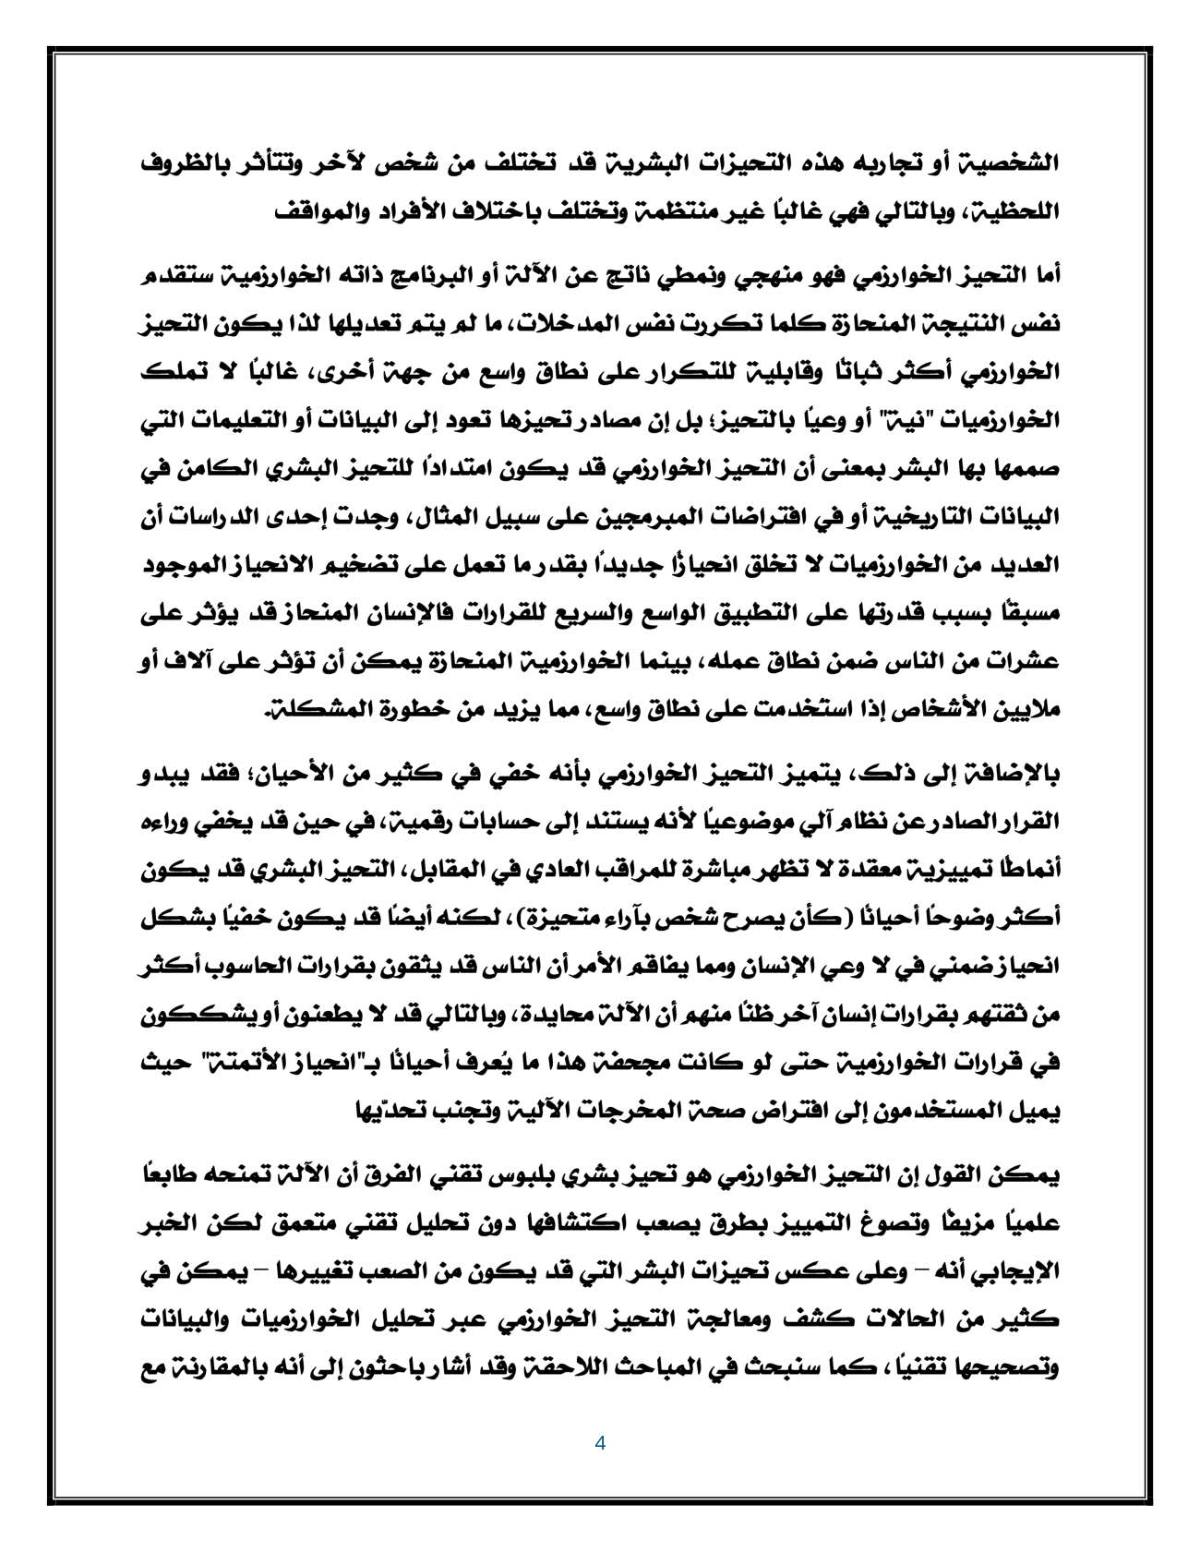 الشخصية أو تجاربه هذه التحيزات البشرية قد تختلف من شخص لآخر وتتأثر بالظروف
اللحظية، وبالتالي فهي غالبًا غير منتظمة وتختلف باختلاف الأفراد والمواقف
أما التحيز الخوارزمي فهو منهجي ونمطي ناتج عن الآلة أو البرنامج ذاته الخوارزمية ستقدم
نفس النتيجة المنحازة كلما تكررت نفس المدخلات، ما لم يتم تعديلها لذا يكون التحيز
الخوارزمي أكثر ثباتًا وقابلية للتكرار على نطاق واسع من جهة أخرى، غالبًا لا تملك
الخوارزميات "نية" أو وعيًا بالتحيز؛ بل إن مصادر تحيزها تعود إلى البيانات أو التعليمات التي
صممها بها البشر بمعنى أن التحيز الخوارزمي قد يكون امتدادًا للتحيز البشري الكامن في
البيانات التاريخية أو في افتراضات المبرمجين على سبيل المثال، وجدت إحدى الدراسات أن
العديد من الخوارزميات لا تخلق انحيازًا جديدًا بقدر ما تعمل على تضخيم الانحياز الموجود
مسبقًا بسبب قدرتها على التطبيق الواسع والسريع للقرارات فالإنسان المنحاز قد يؤثر على
عشرات من الناس ضمن نطاق عمله، بينما الخوارزمية المنحازة يمكن أن تؤثر على آلاف أو
ملايين الأشخاص إذا استخدمت على نطاق واسع، مما يزيد من خطورة المشكلة.
بالإضافة إلى ذلك، يتميز التحيز الخوارزمي بأنه خفي في كثير من الأحيان؛ فقد يبدو
القرار الصادر عن نظام آلي موضوعيًا لأنه يستند إلى حسابات رقمية، في حين قد يخفي وراءه
أنماطًا تمييزية معقدة لا تظهر مباشرة للمراقب العادي في المقابل، التحيز البشري قد يكون
أكثر وضوحًا أحيانًا (كأن يصرح شخص بآراء متحيزة)، لكنه أيضًا قد يكون خفيًا بشكل
انحياز ضمني في لا وعي الإنسان ومما يفاقم الأمر أن الناس قد يثقون بقرارات الحاسوب أكثر
من ثقتهم بقرارات إنسان آخر ظنًا منهم أن الآلة محايدة، وبالتالي قد لا يطعنون أو يشككون
في قرارات الخوارزمية حتى لو كانت مجحفة هذا ما يُعرف أحيانًا بـ"انحياز الأتمتة" حيث
يميل المستخدمون إلى افتراض صحة المخرجات الآلية وتجنب تحدّيها
يمكن القول إن التحيز الخوارزمي هو تحيز بشري بلبوس تقني الفرق أن الآلة تمنحه طابعًا
علميًا مزيفًا وتصوغ التمييز بطرق يصعب اكتشافها دون تحليل تقني متعمق لكن الخبر
الإيجابي أنه – وعلى عكس تحيزات البشر التي قد يكون من الصعب تغييرها – يمكن في
كثير من الحالات كشف ومعالجة التحيز الخوارزمي عبر تحليل الخوارزميات والبيانات
وتصحيحها تقنيًا، كما سنبحث في المباحث اللاحقة وقد أشار باحثون إلى أنه بالمقارنة مع
4